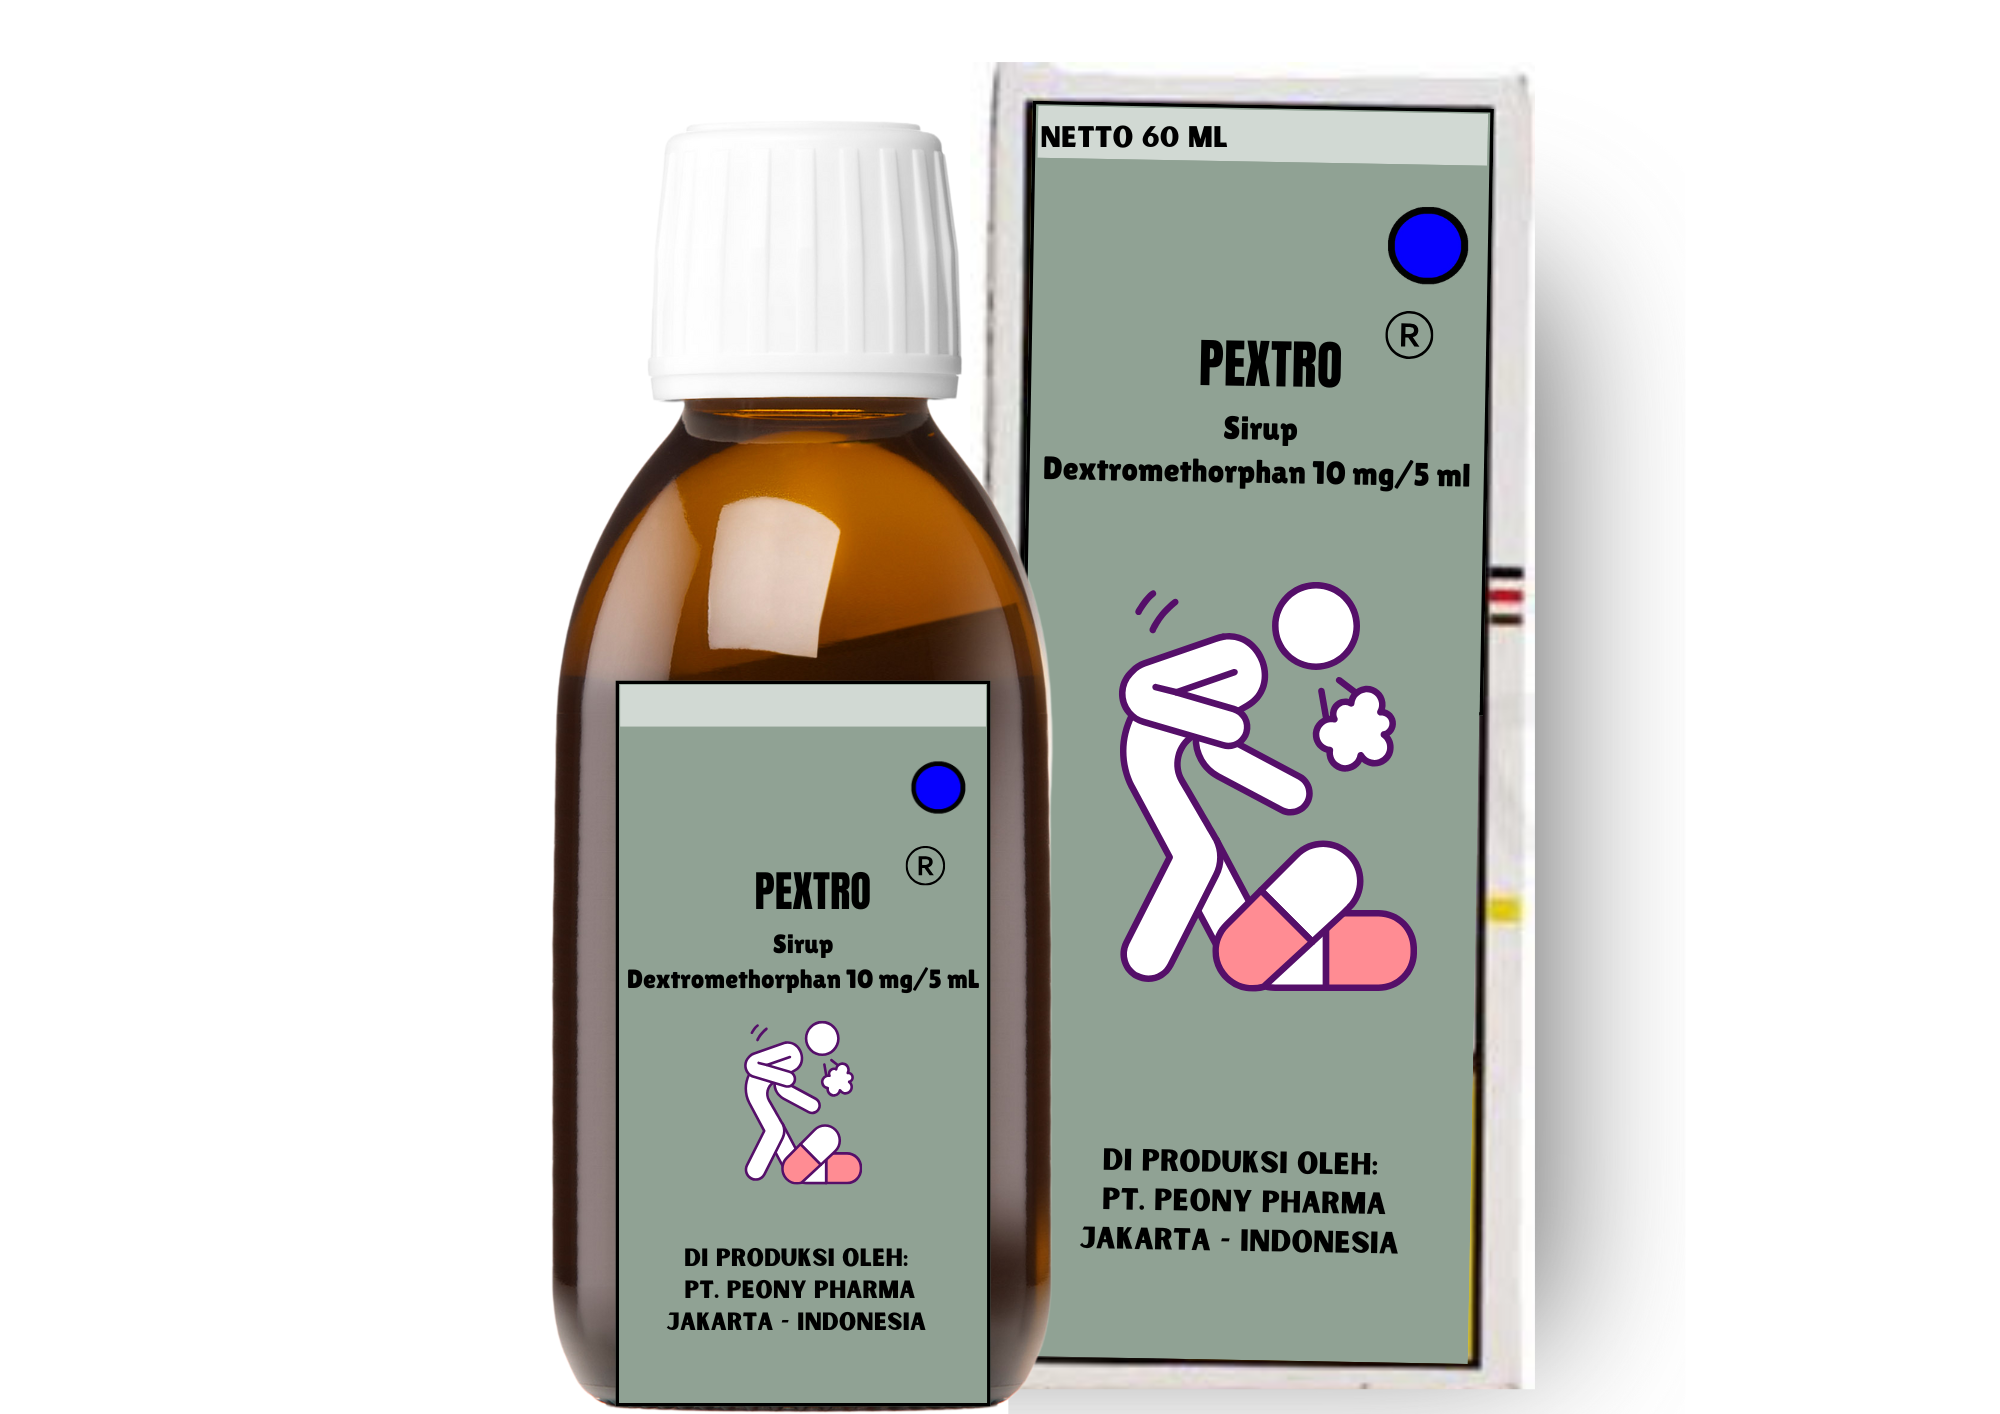 NETTO 60 ML
®
PEXTRO
Sirup
Dextromethorphan 10 mg/5 ml
DI PRODUKSI OLEH:
PT. PEONY PHARMA
JAKARTA - INDONESIA
®
PEXTRO
Sirup
Dextromethorphan 10 mg/5 mL
DI PRODUKSI OLEH:
PT. PEONY PHARMA
JAKARTA - INDONESIA